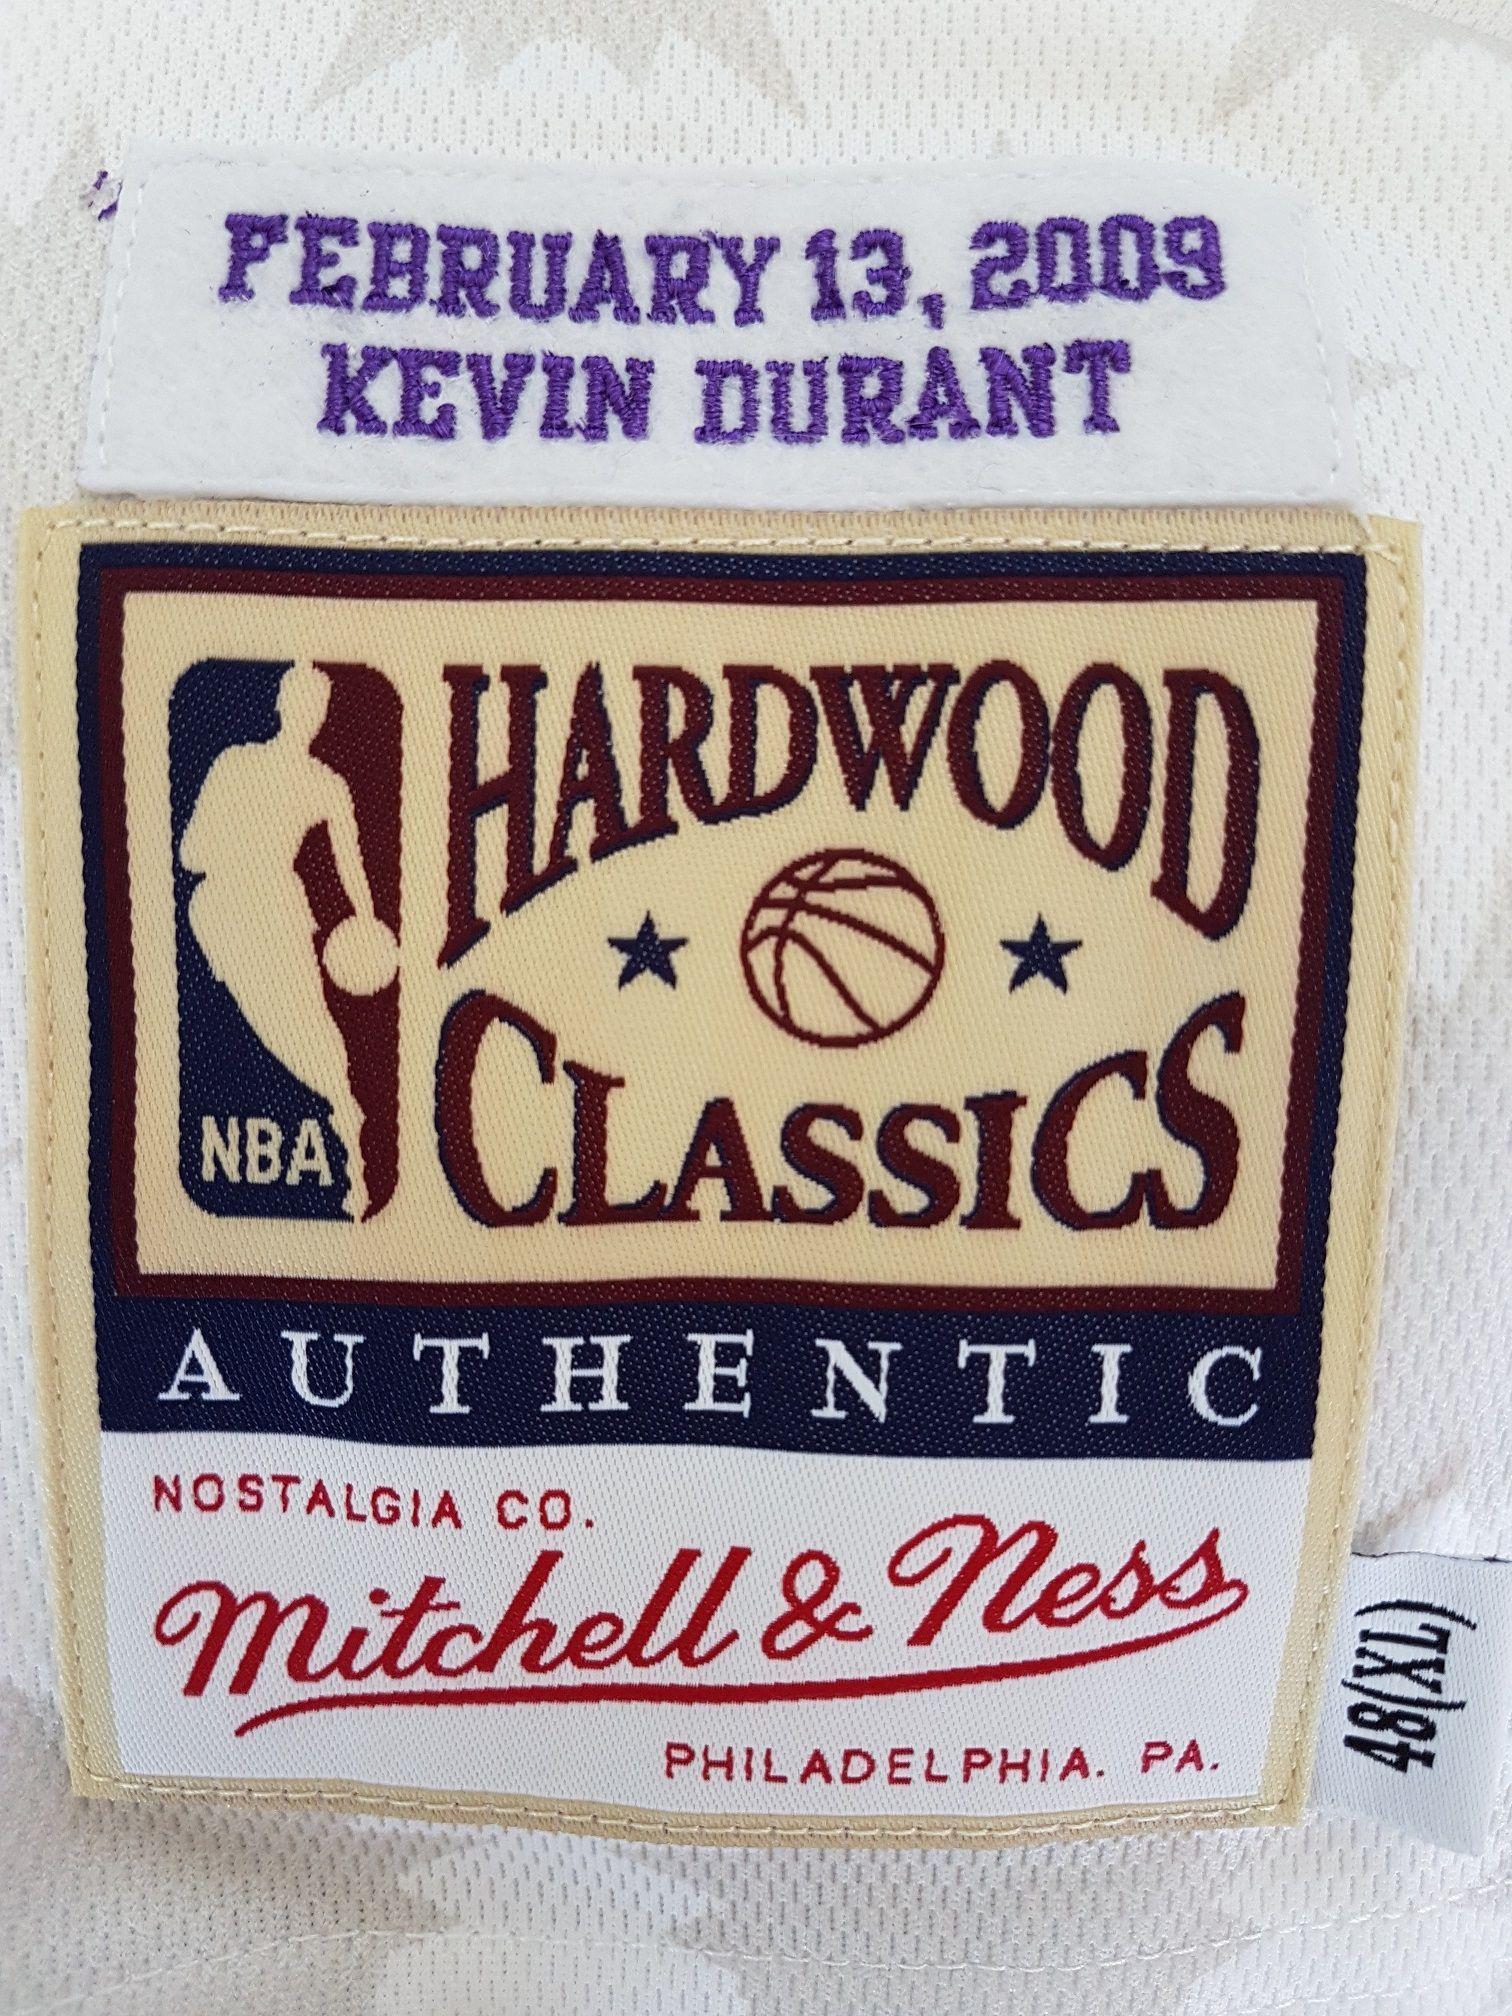 FEBRUARY 13, 2009
KEVIN DURANT
HARDWOOD
CLASSICS
NBA
AUTHENTIC
NOSTALGIA CO.
Mitchell & Ness
PHILADELPHIA. PA.
48(XL)